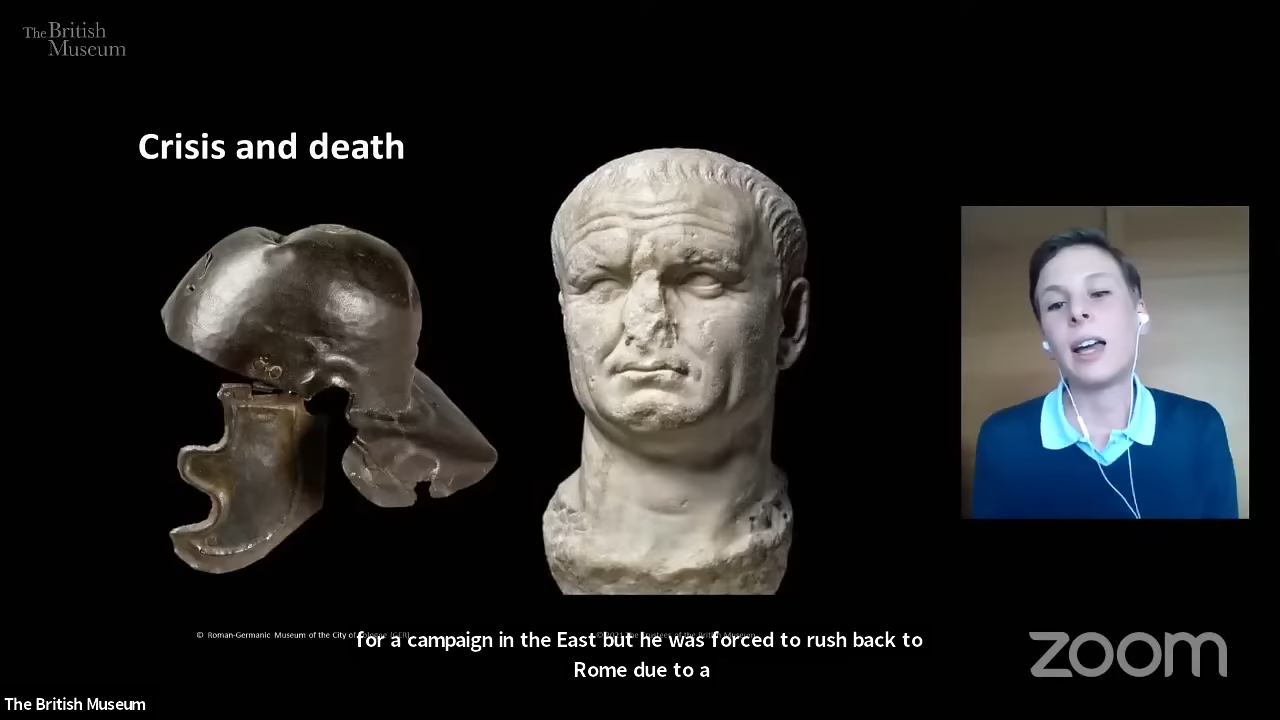 The British
Museum
Crisis and death
© Roman-Germanic Museum of the City of
for a campaign in the East but he was forced to rush back to
Rome due to a
zoom
The British Museum